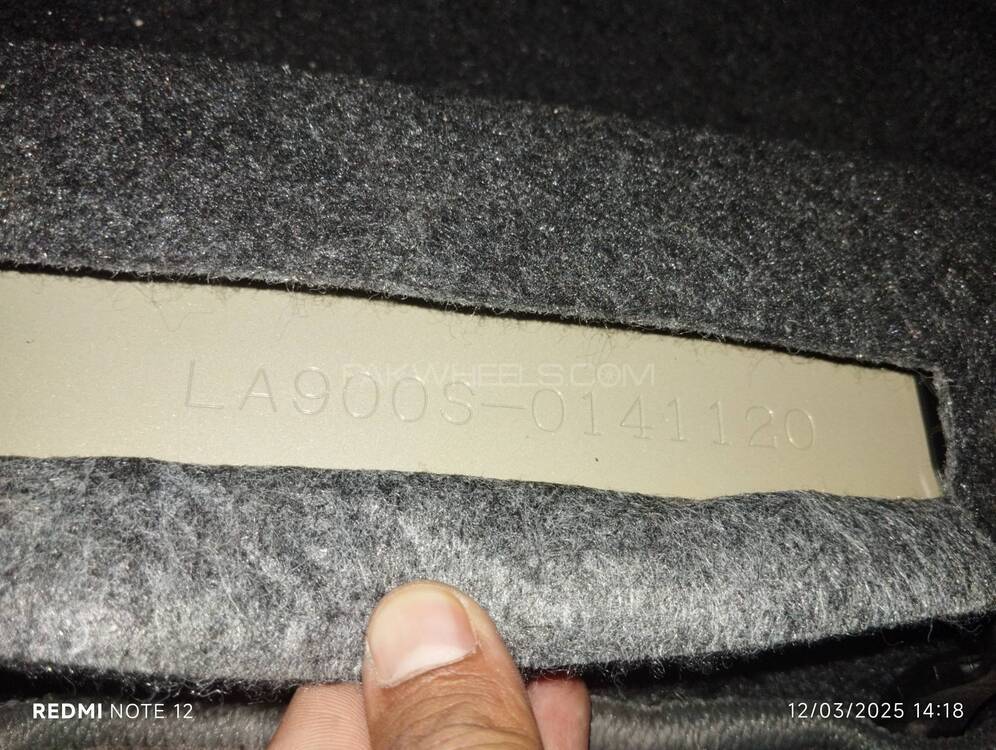 PAKWHEELS.COM
LA900S-0141120
REDMI NOTE 12
12/03/2025 14:18